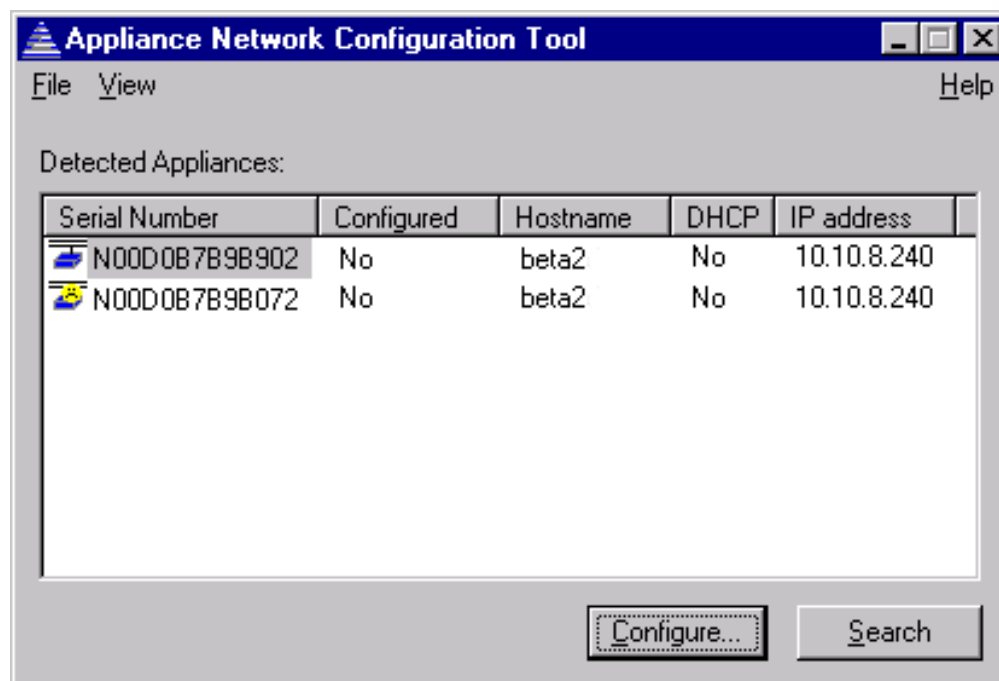 Appliance Network Configuration Tool
File View Help
Detected Appliances:
Serial Number Configured Hostname DHCP IP address
N00D0B7B9B902 No beta2 No 10.10.8.240
N00D0B7B9B072 No beta2 No 10.10.8.240
Configure... Search